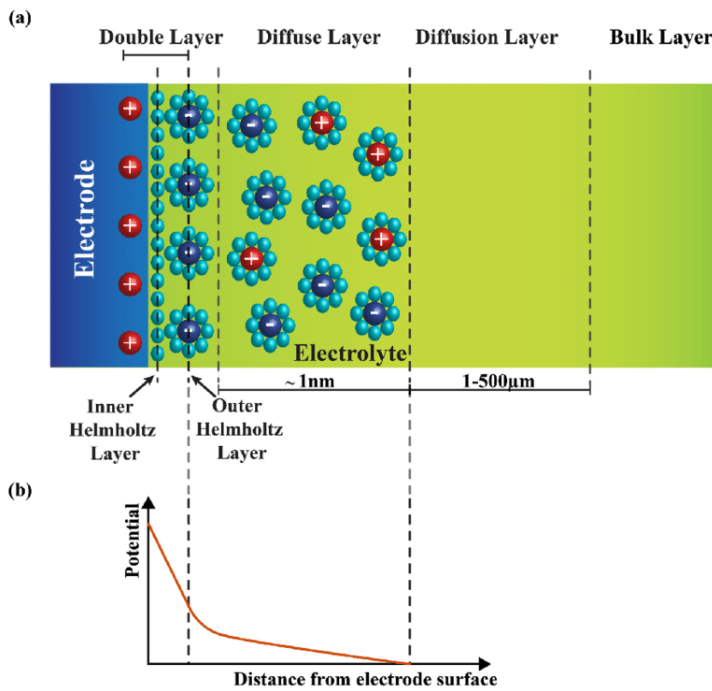 (a)
Double Layer
Diffuse Layer
Diffusion Layer
Bulk Layer
Electrode
Electrolyte
~1nm
1-500µm
Inner
Helmholtz
Layer
Outer
Helmholtz
Layer
(b)
Potential
Distance from electrode surface